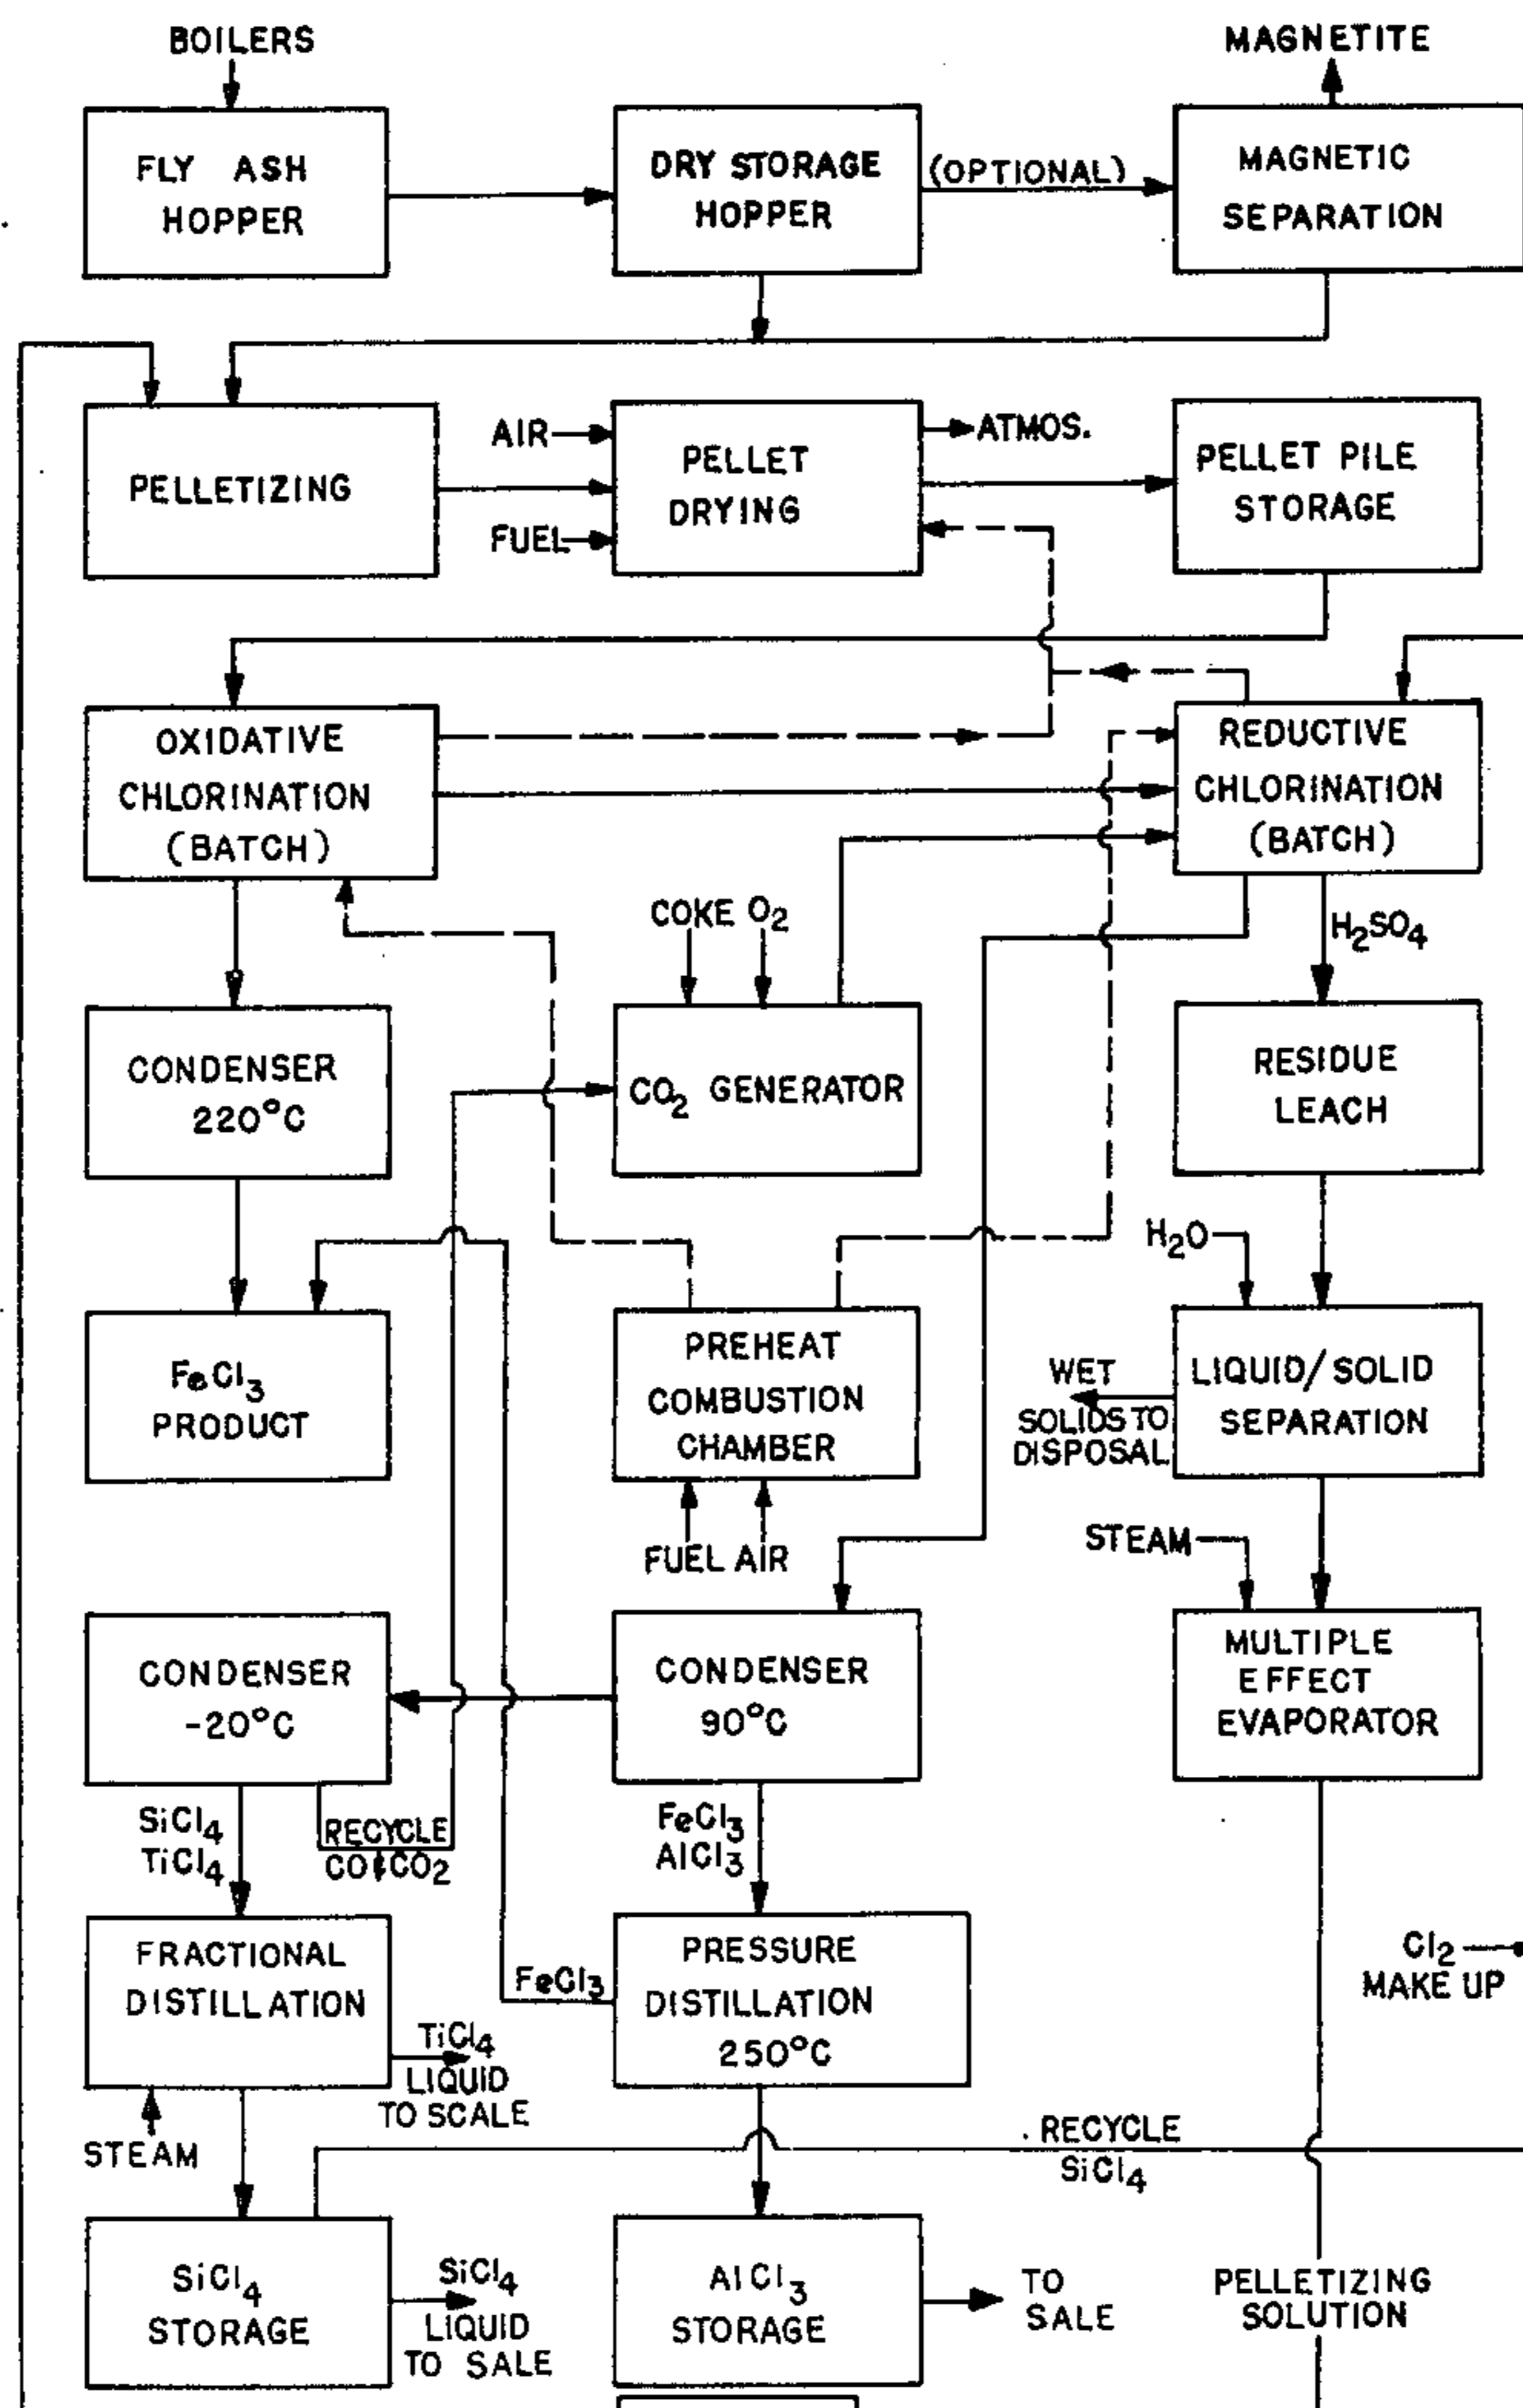 BOILERS
MAGNETITE
FLY ASH
HOPPER
DRY STORAGE
HOPPER
(OPTIONAL)
MAGNETIC
SEPARATION
PELLETIZING
AIR
FUEL
PELLET
DRYING
ATMOS.
PELLET PILE
STORAGE
OXIDATIVE
CHLORINATION
(BATCH)
REDUCTIVE
CHLORINATION
(BATCH)
COKE O2
H2SO4
CONDENSER
220°C
CO2 GENERATOR
RESIDUE
LEACH
H2O
FeCl3
PRODUCT
PREHEAT
COMBUSTION
CHAMBER
WET
SOLIDS TO
DISPOSAL
LIQUID/SOLID
SEPARATION
FUEL AIR
STEAM
CONDENSER
-20°C
CONDENSER
90°C
MULTIPLE
EFFECT
EVAPORATOR
SiCl4
TiCl4
RECYCLE
CO CO2
FeCl3
AlCl3
FRACTIONAL
DISTILLATION
FeCl3
PRESSURE
DISTILLATION
250°C
Cl2
MAKE UP
TiCl4
LIQUID
TO SCALE
STEAM
RECYCLE
SiCl4
SiCl4
STORAGE
SiCl4
LIQUID
TO SALE
AlCl3
STORAGE
TO
SALE
PELLETIZING
SOLUTION